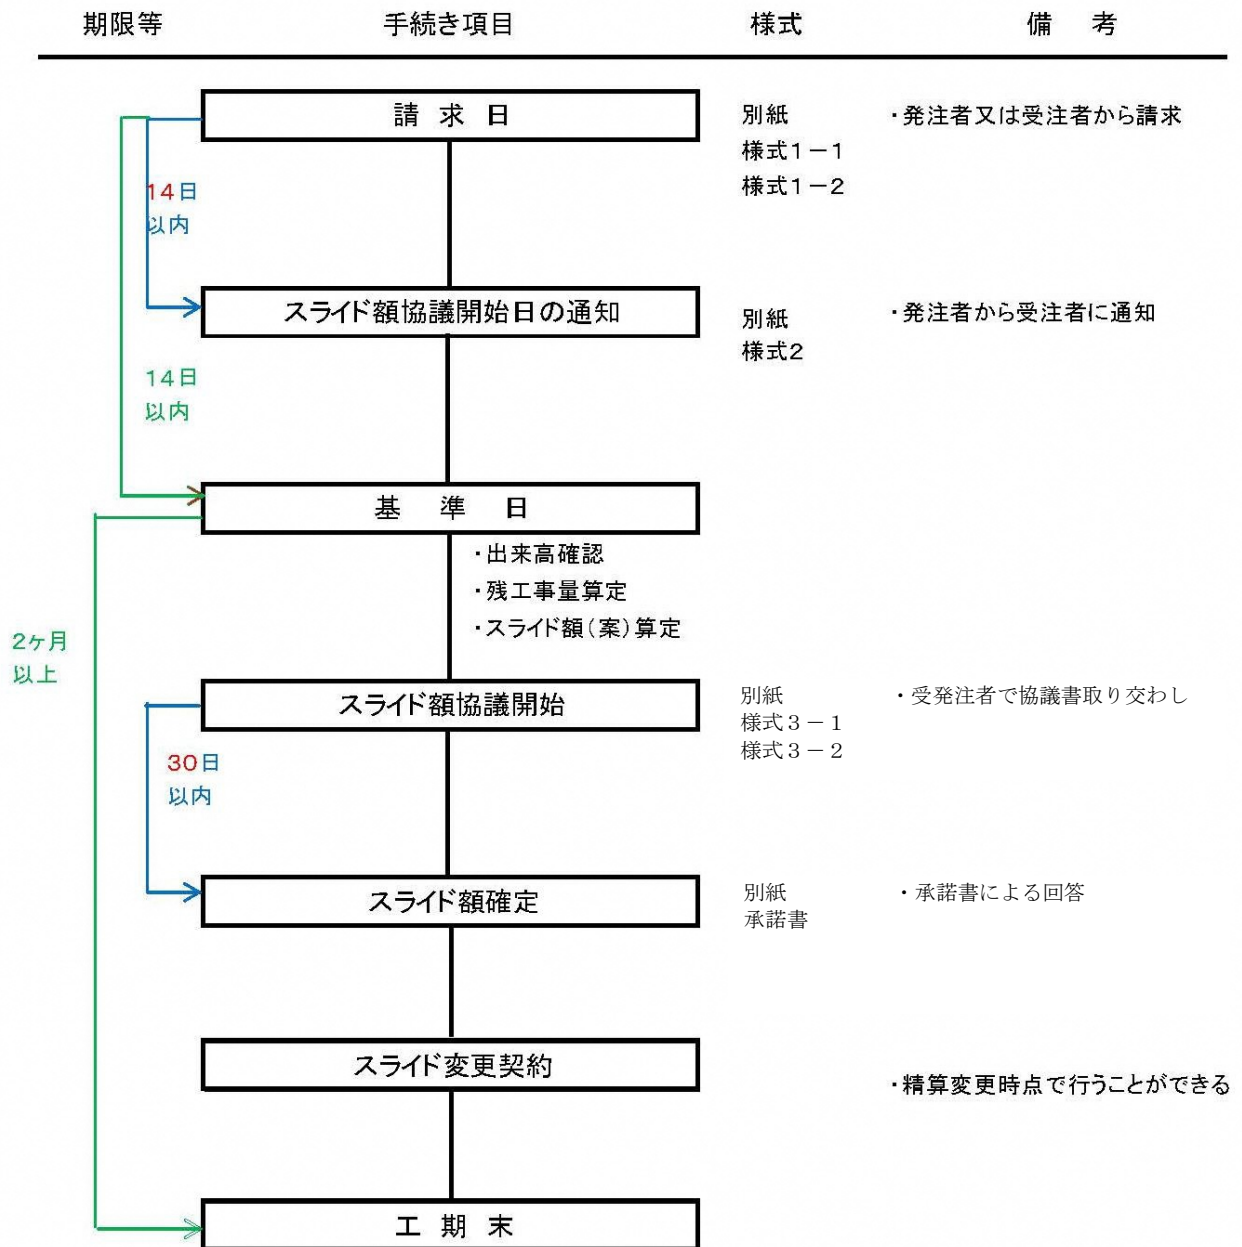 期限等 手続き項目 様式 備 考
請 求 日 別紙 ・発注者又は受注者から請求
様式1-1
様式1-2
14日
以内
スライド額協議開始日の通知 別紙 ・発注者から受注者に通知
様式2
14日
以内
基 準 日
・出来高確認
・残工事量算定
・スライド額(案)算定
2ヶ月
以上
スライド額協議開始 別紙 ・受発注者で協議書取り交わし
様式3-1
様式3-2
30日
以内
スライド額確定 別紙 ・承諾書による回答
承諾書
スライド変更契約
・精算変更時点で行うことができる
工 期 末